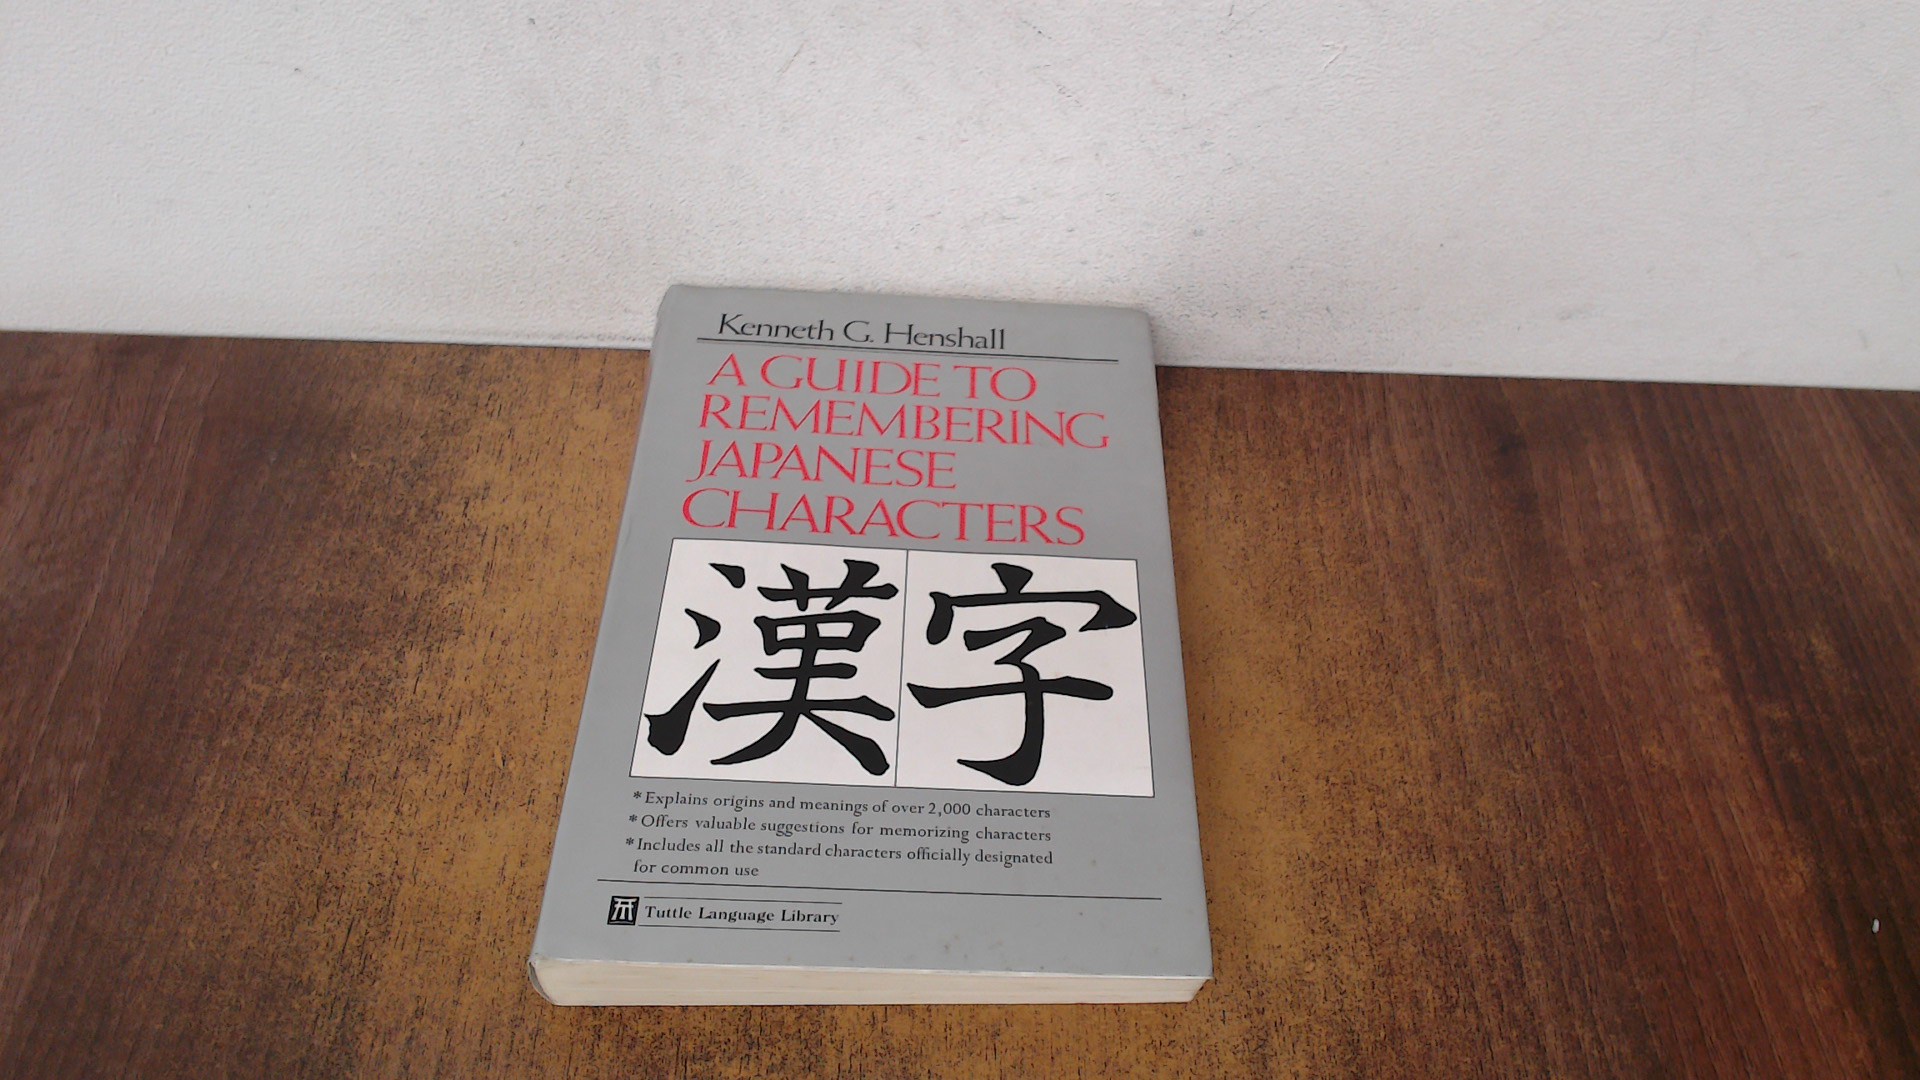 Kenneth G. Henshall
A GUIDE TO
REMEMBERING
JAPANESE
CHARACTERS
漢字
* Explains origins and meanings of over 2,000 characters
* Offers valuable suggestions for memorizing characters
* Includes all the standard characters officially designated
for common use
Tuttle Language Library